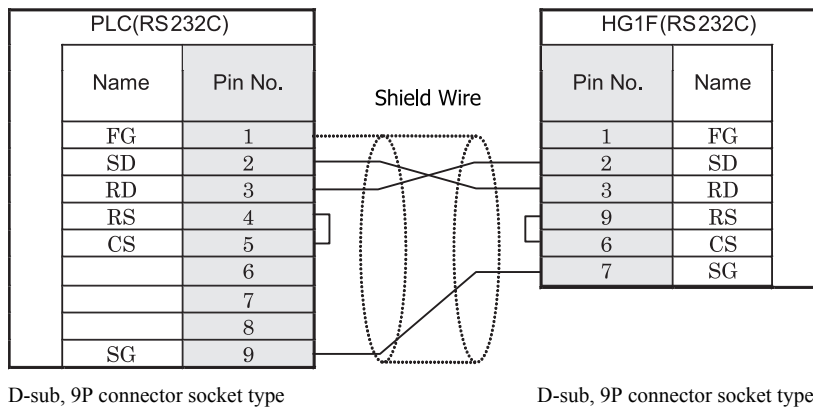 PLC(RS232C)
HG1F(RS232C)
Name Pin No.
Shield Wire
Pin No. Name
FG 1
1 FG
SD 2
2 SD
RD 3
3 RD
RS 4
9 RS
CS 5
6 CS
6
7 SG
7
8
SG 9
D-sub, 9P connector socket type
D-sub, 9P connector socket type